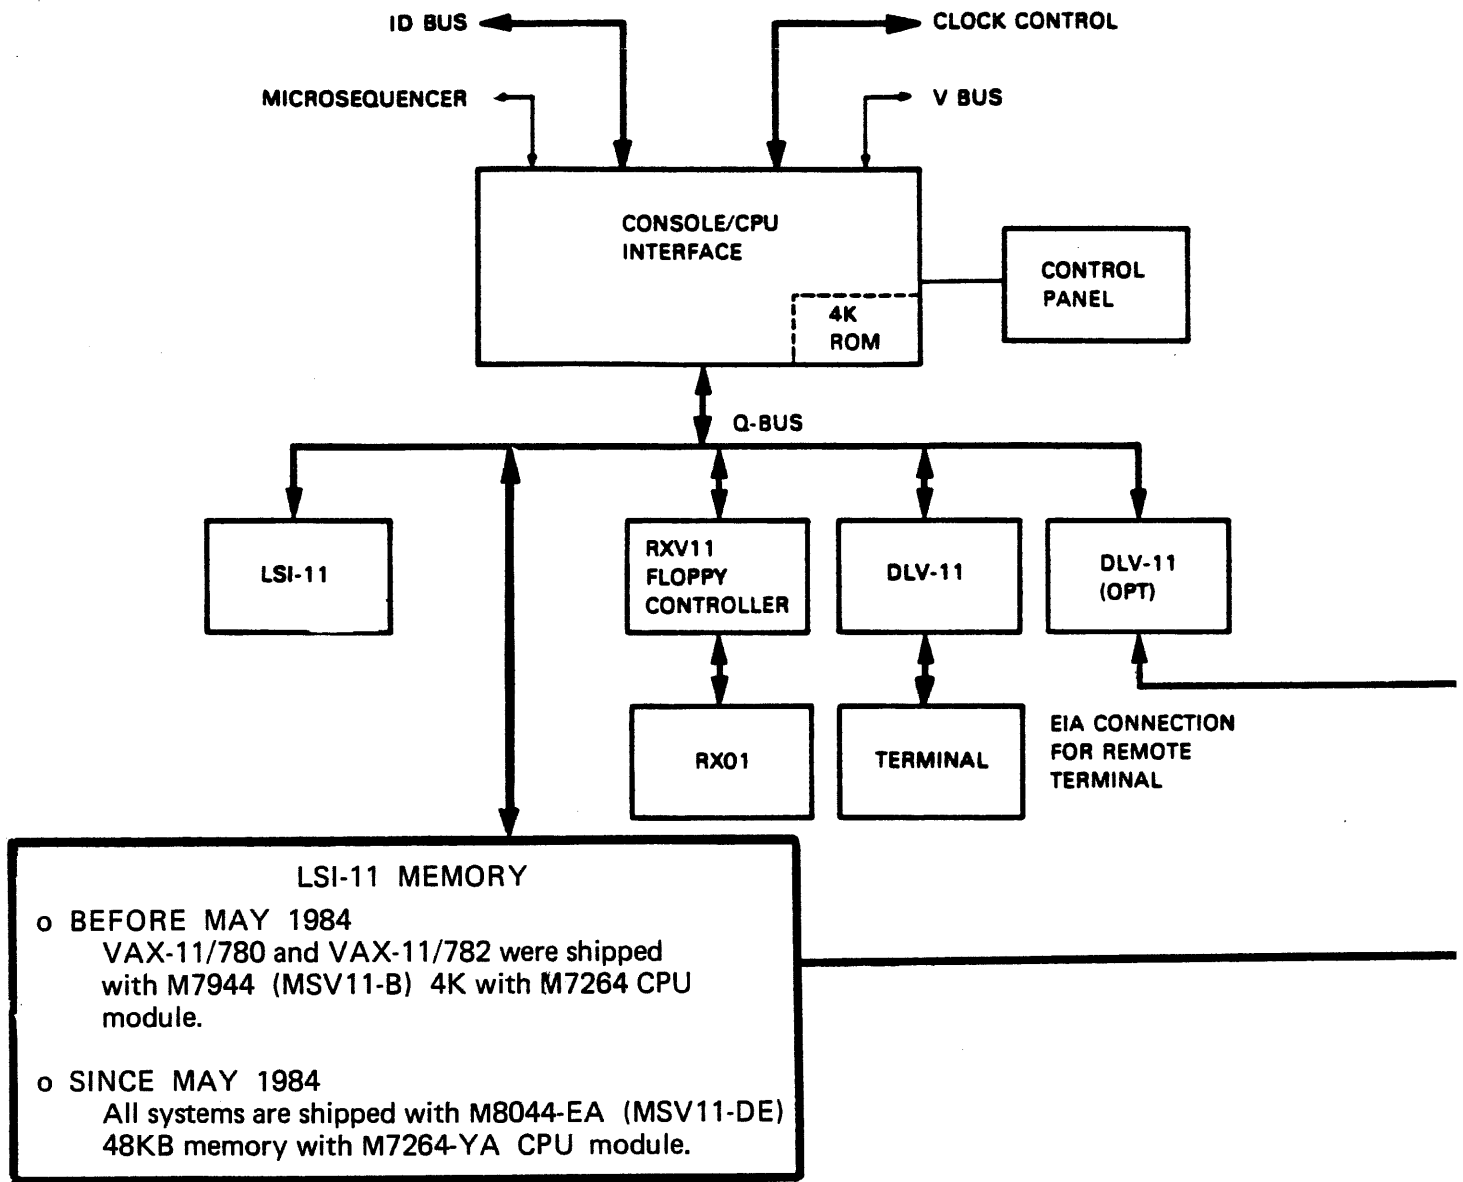 ID BUS
CLOCK CONTROL
MICROSEQUENCER
V BUS
CONSOLE/CPU
INTERFACE
4K
ROM
CONTROL
PANEL
Q-BUS
LSI-11
RXV11
FLOPPY
CONTROLLER
DLV-11
DLV-11
(OPT)
RX01
TERMINAL
EIA CONNECTION
FOR REMOTE
TERMINAL
LSI-11 MEMORY
o BEFORE MAY 1984
VAX-11/780 and VAX-11/782 were shipped
with M7944 (MSV11-B) 4K with M7264 CPU
module.
o SINCE MAY 1984
All systems are shipped with M8044-EA (MSV11-DE)
48KB memory with M7264-YA CPU module.